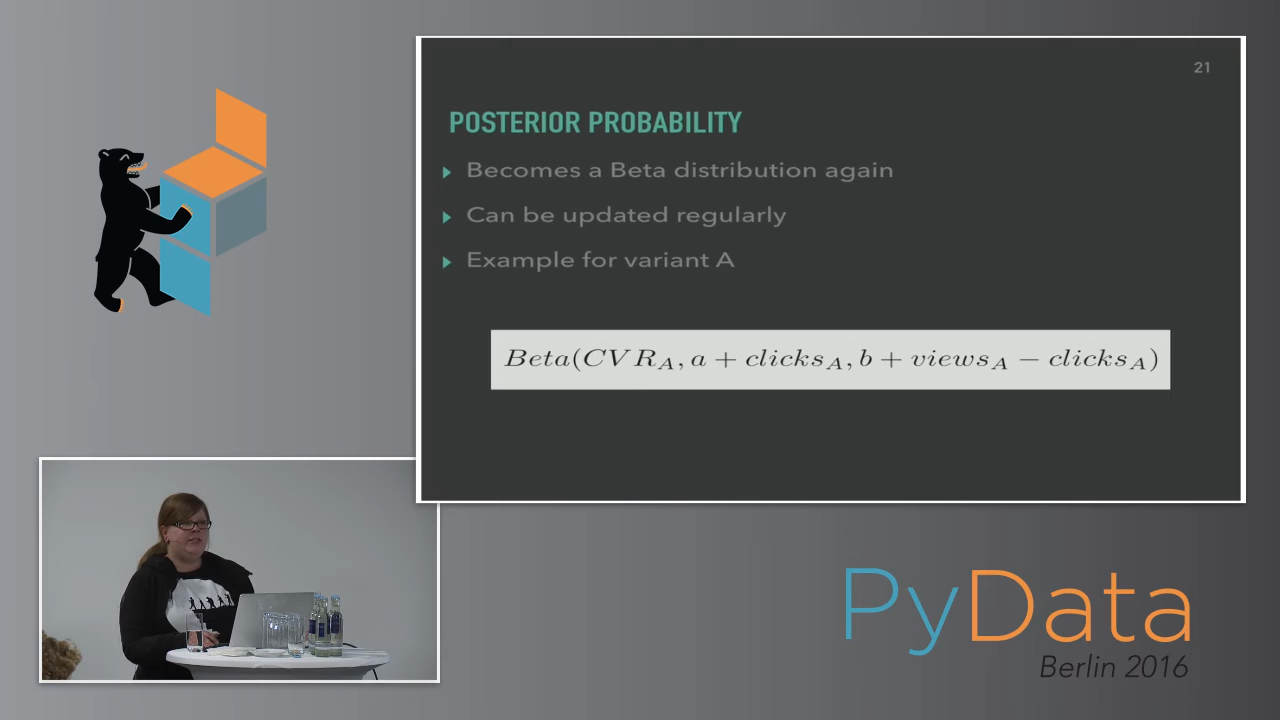 21
POSTERIOR PROBABILITY
Becomes a Beta distribution again
Can be updated regularly
Example for variant A
Beta(CVR_A, a + clicks_A, b + views_A − clicks_A)
PyData
Berlin 2016